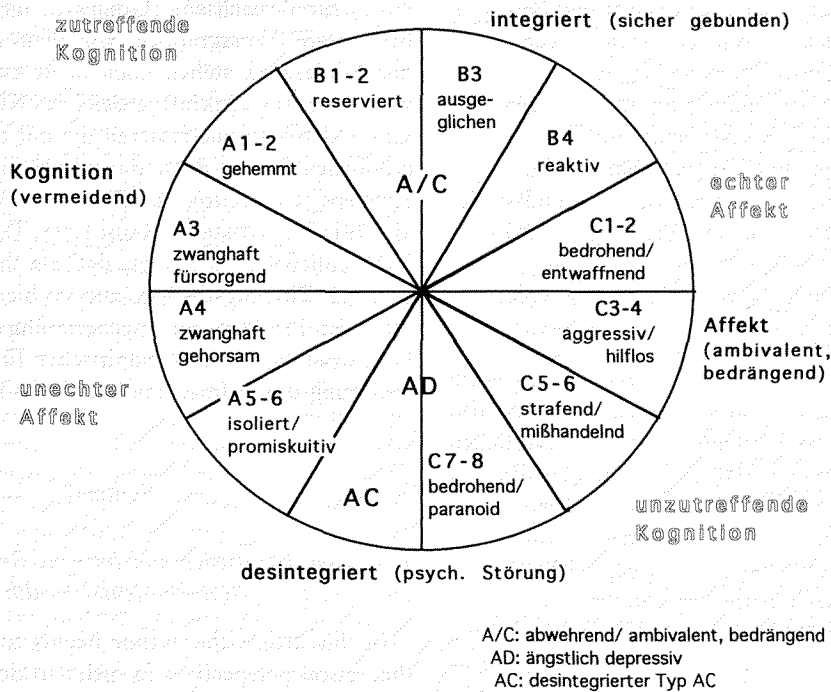 integriert (sicher gebunden)
zutreffende
Kognition
B1-2
reserviert
B3
ausge-
glichen
B4
reaktiv
A1-2
gehemmt
A/C
Kognition
(vermeidend)
echter
Affekt
A3
zwanghaft
fürsorgend
C1-2
bedrohend/
entwaffnend
A4
zwanghaft
gehorsam
C3-4
aggressiv/
hilflos
Affekt
(ambivalent,
bedrängend)
unechter
Affekt
A5-6
isoliert/
promiskuitiv
AD
C5-6
strafend/
mißhandelnd
AC
C7-8
bedrohend/
paranoid
unzutreffende
Kognition
desintegriert (psych. Störung)
A/C: abwehrend/ ambivalent, bedrängend
AD: ängstlich depressiv
AC: desintegrierter Typ AC